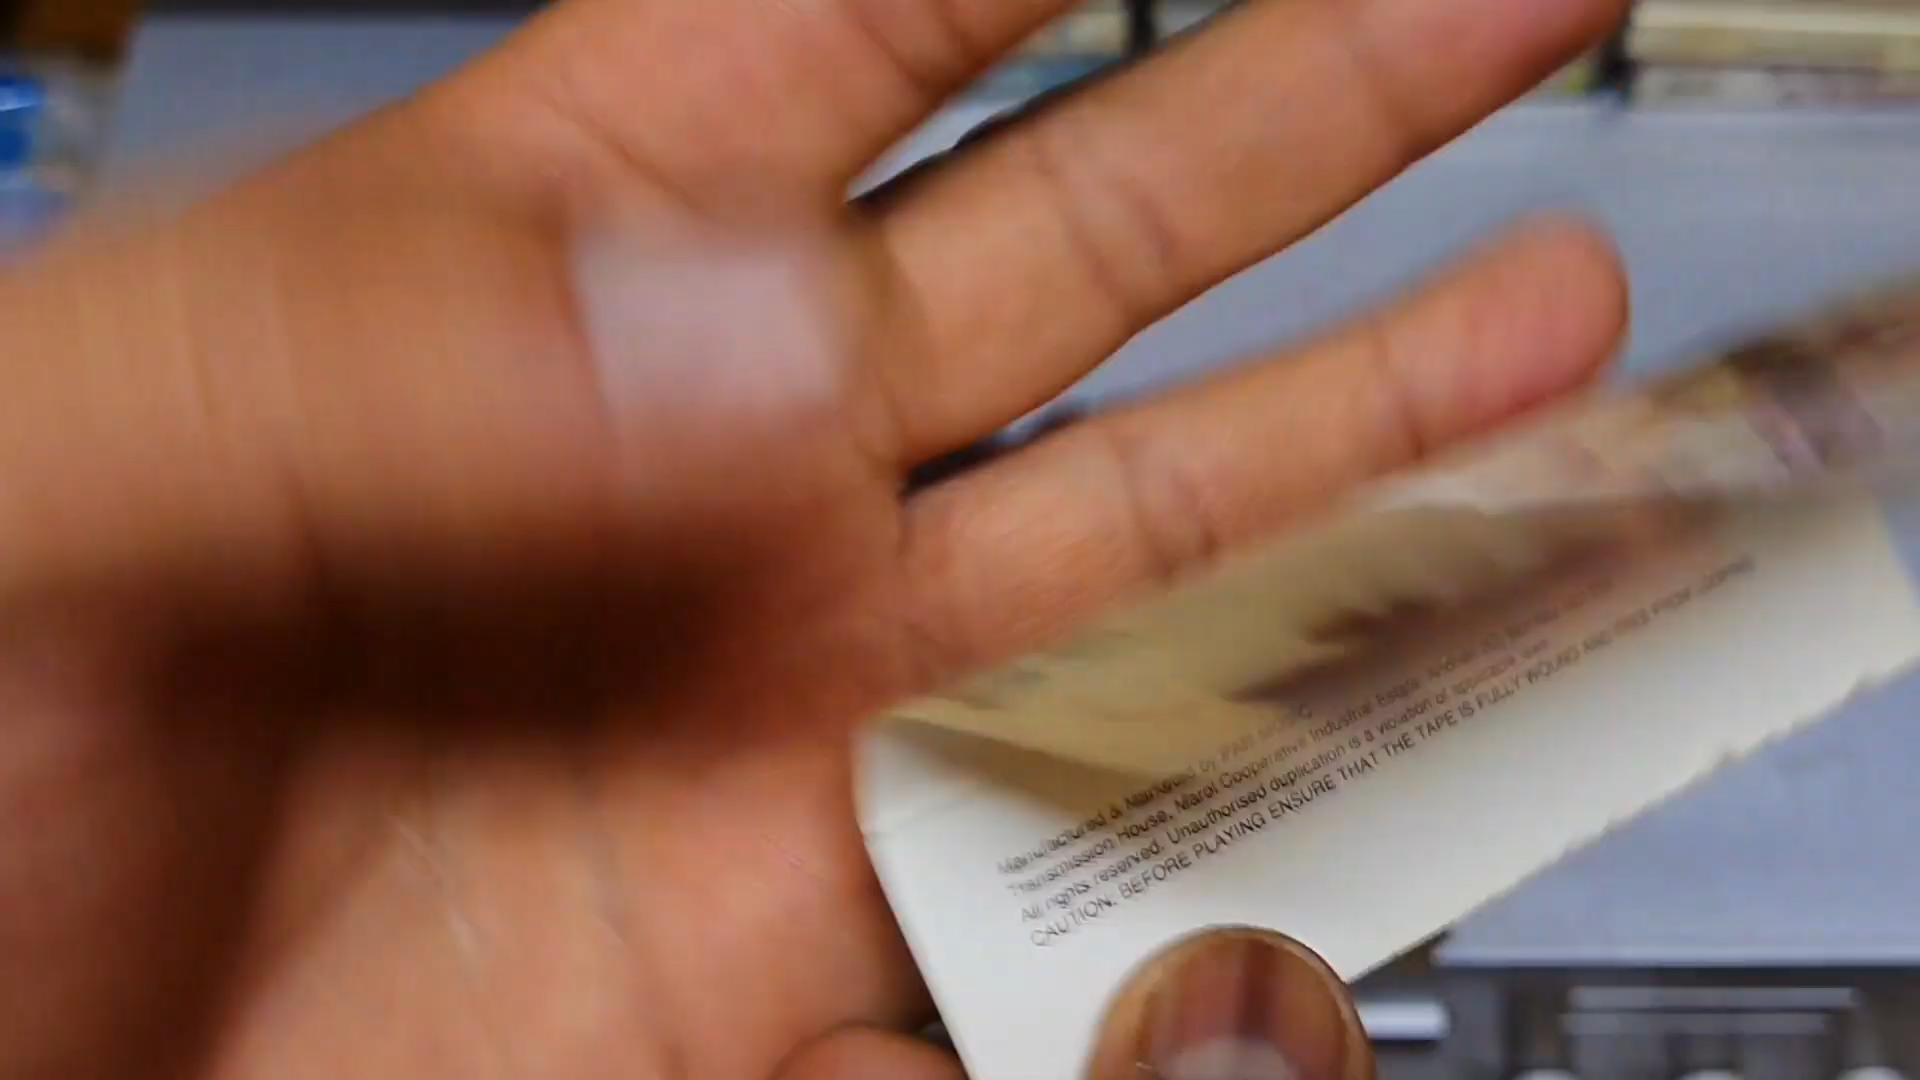 Manufactured & Marketed by
Transmission House, Marol Cooperative Industrial Estate,
All rights reserved. Unauthorised duplication is a violation of applicable laws
CAUTION: BEFORE PLAYING ENSURE THAT THE TAPE IS FULLY WOUND AND FREE FROM